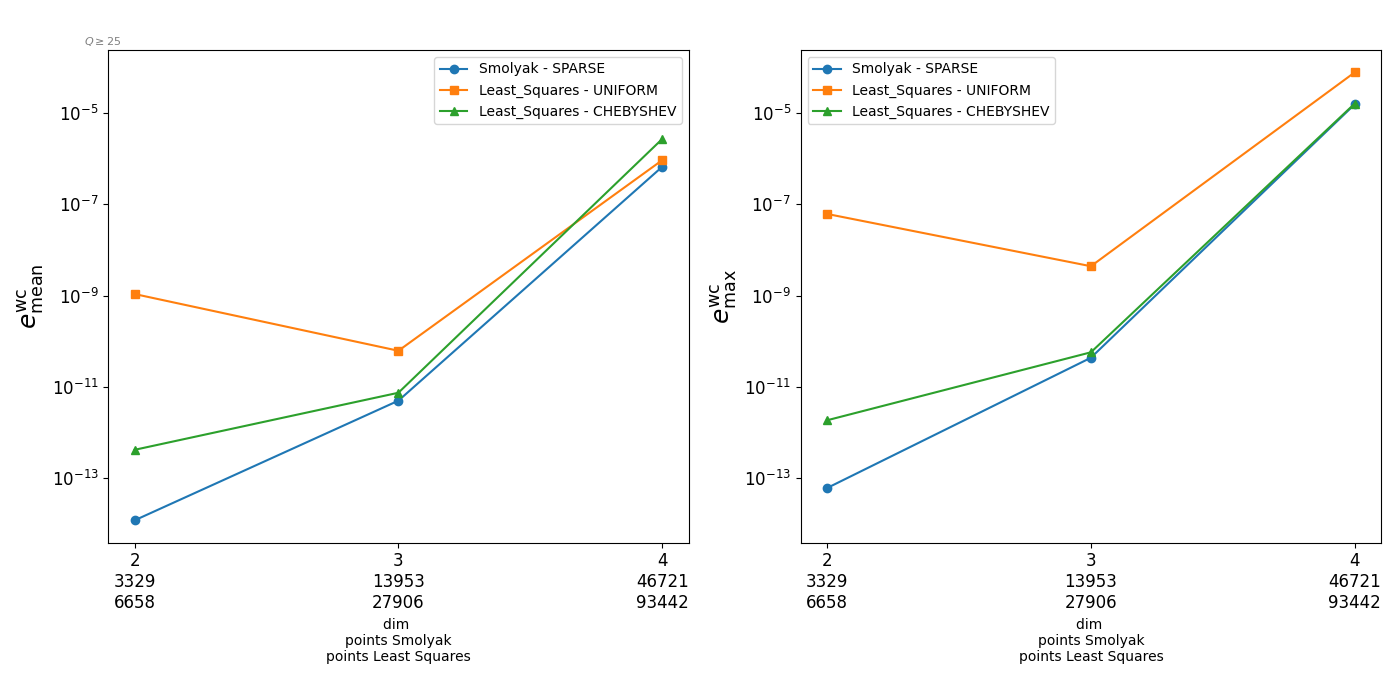 Q ≥ 25
Smolyak - SPARSE
Least_Squares - UNIFORM
Least_Squares - CHEBYSHEV
10⁻⁵
10⁻⁷
10⁻⁹
10⁻¹¹
10⁻¹³
e^wc_mean
2 3 4
3329 13953 46721
6658 27906 93442
dim
points Smolyak
points Least Squares
Smolyak - SPARSE
Least_Squares - UNIFORM
Least_Squares - CHEBYSHEV
10⁻⁵
10⁻⁷
10⁻⁹
10⁻¹¹
10⁻¹³
e^wc_max
2 3 4
3329 13953 46721
6658 27906 93442
dim
points Smolyak
points Least Squares